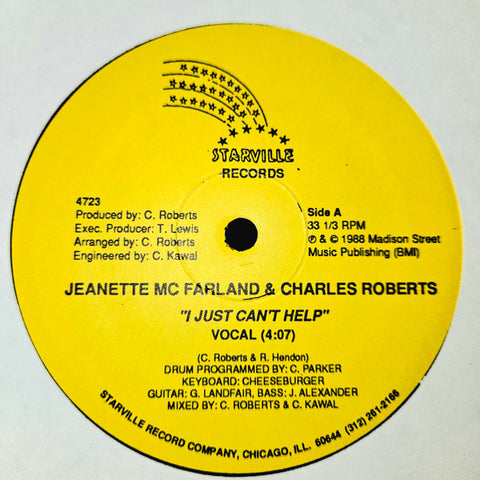 STARVILLE
RECORDS
4723
Produced by: C. Roberts
Exec. Producer: T. Lewis
Arranged by: C. Roberts
Engineered by: C. Kawal
Side A
33 1/3 RPM
℗ & © 1988 Madison Street
Music Publishing (BMI)
JEANETTE MC FARLAND & CHARLES ROBERTS
"I JUST CAN'T HELP"
VOCAL (4:07)
(C. Roberts & R. Hendon)
DRUM PROGRAMMED BY: C. PARKER
KEYBOARD: CHEESEBURGER
GUITAR: G. LANDFAIR, BASS: J. ALEXANDER
MIXED BY: C. ROBERTS & C. KAWAL
STARVILLE RECORD COMPANY, CHICAGO, ILL. 60644 (312) 261-2166